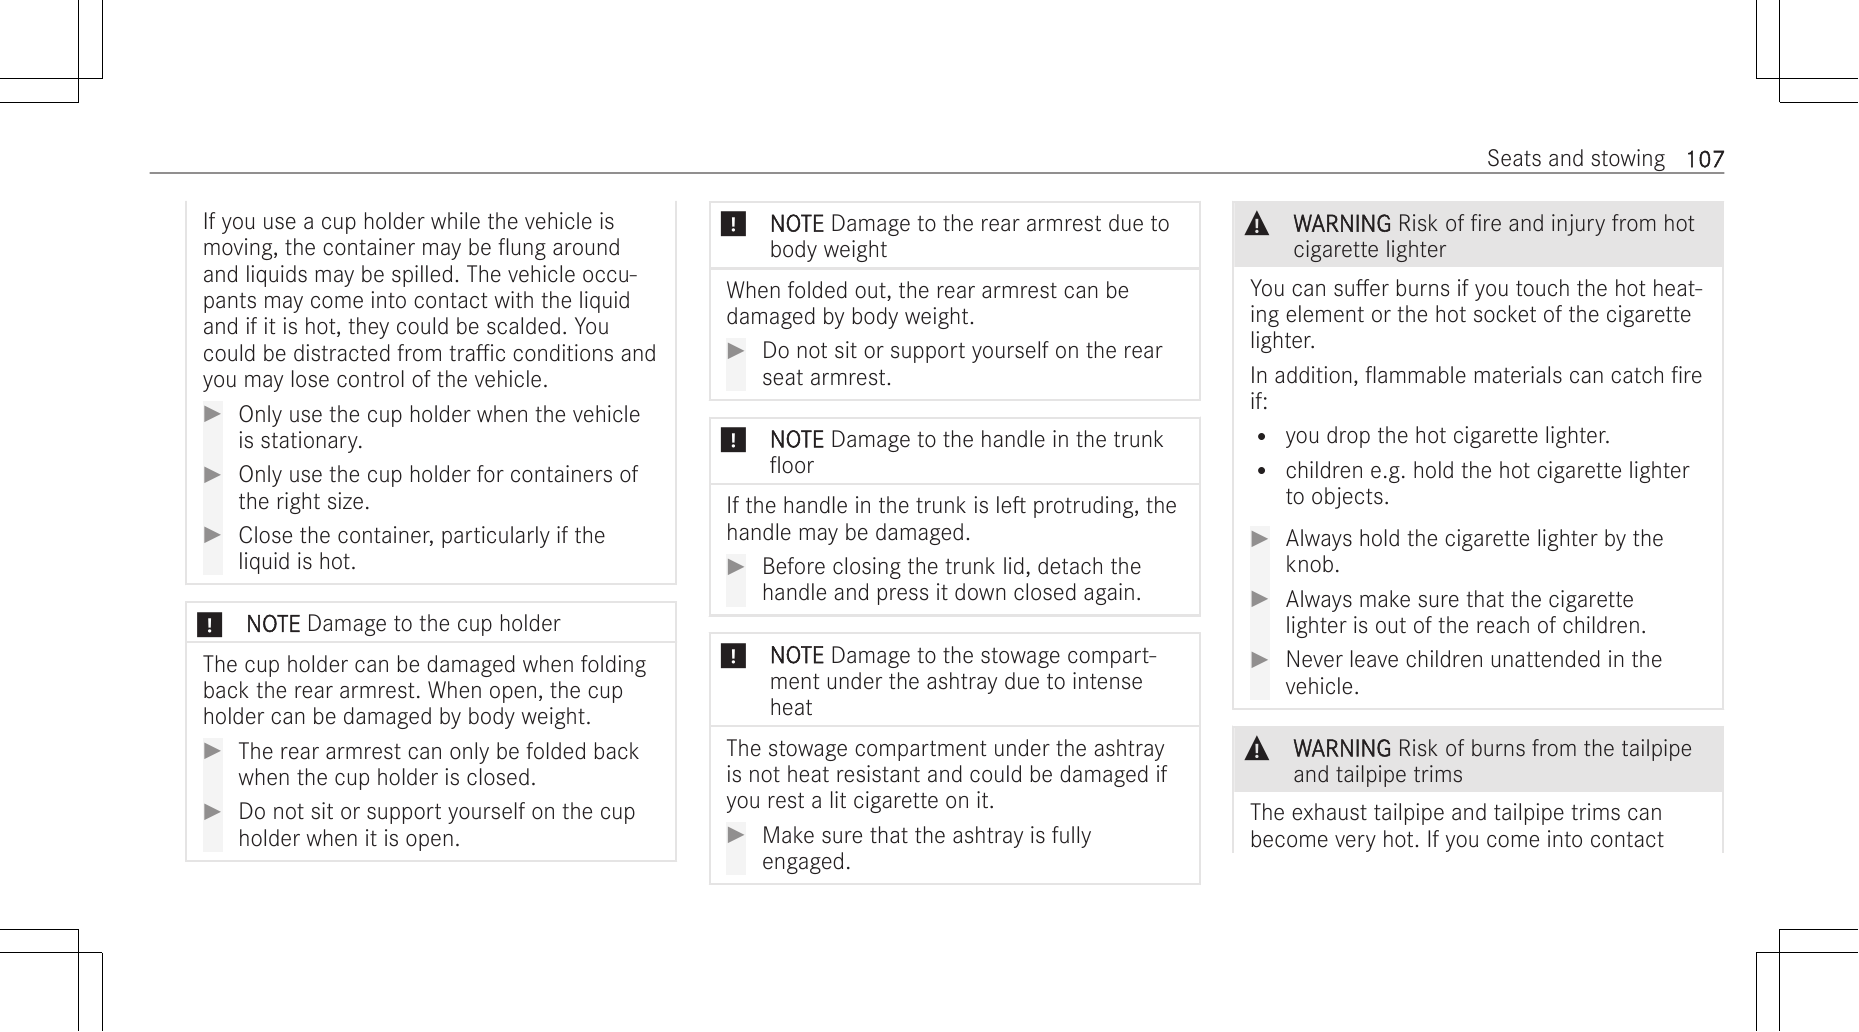 Seats and stowing 107
If you use a cup holder while the vehicle is
moving, the container may be flung around
and liquids may be spilled. The vehicle occu-
pants may come into contact with the liquid
and if it is hot, they could be scalded. You
could be distracted from traffic conditions and
you may lose control of the vehicle.
▶ Only use the cup holder when the vehicle
is stationary.
▶ Only use the cup holder for containers of
the right size.
▶ Close the container, particularly if the
liquid is hot.
! NOTE Damage to the cup holder
The cup holder can be damaged when folding
back the rear armrest. When open, the cup
holder can be damaged by body weight.
▶ The rear armrest can only be folded back
when the cup holder is closed.
▶ Do not sit or support yourself on the cup
holder when it is open.
! NOTE Damage to the rear armrest due to
body weight
When folded out, the rear armrest can be
damaged by body weight.
▶ Do not sit or support yourself on the rear
seat armrest.
! NOTE Damage to the handle in the trunk
floor
If the handle in the trunk is left protruding, the
handle may be damaged.
▶ Before closing the trunk lid, detach the
handle and press it down closed again.
! NOTE Damage to the stowage compart-
ment under the ashtray due to intense
heat
The stowage compartment under the ashtray
is not heat resistant and could be damaged if
you rest a lit cigarette on it.
▶ Make sure that the ashtray is fully
engaged.
⚠ WARNING Risk of fire and injury from hot
cigarette lighter
You can suffer burns if you touch the hot heat-
ing element or the hot socket of the cigarette
lighter.
In addition, flammable materials can catch fire
if:
• you drop the hot cigarette lighter.
• children e.g. hold the hot cigarette lighter
to objects.
▶ Always hold the cigarette lighter by the
knob.
▶ Always make sure that the cigarette
lighter is out of the reach of children.
▶ Never leave children unattended in the
vehicle.
⚠ WARNING Risk of burns from the tailpipe
and tailpipe trims
The exhaust tailpipe and tailpipe trims can
become very hot. If you come into contact